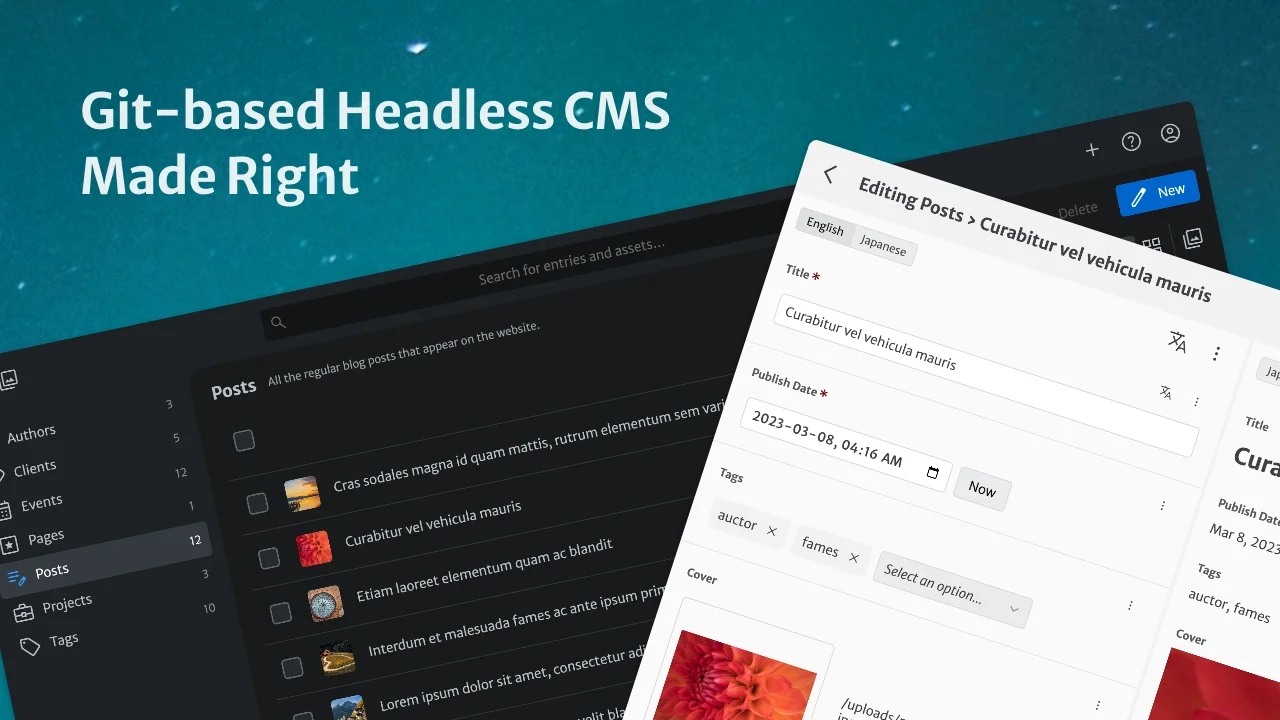 Git-based Headless CMS
Made Right
Search for entries and assets...
Posts All the regular blog posts that appear on the website.
Authors 3
Clients 5
Events 12
Pages 1
Posts 12
Projects 3
Tags 10
Cras sodales magna id quam mattis, rutrum elementum sem
Curabitur vel vehicula mauris
Etiam laoreet elementum quam ac blandit
Interdum et malesuada fames ac ante ipsum
Lorem ipsum dolor sit amet, consectetur
Delete
New
Editing Posts > Curabitur vel vehicula mauris
English Japanese
Title *
Curabitur vel vehicula mauris
Publish Date *
2023-03-08, 04:16 AM
Now
Tags
auctor
fames
Select an option...
Cover
/uploads/
Title
Publish Date
Mar 8, 2023
Tags
auctor, fames
Cover